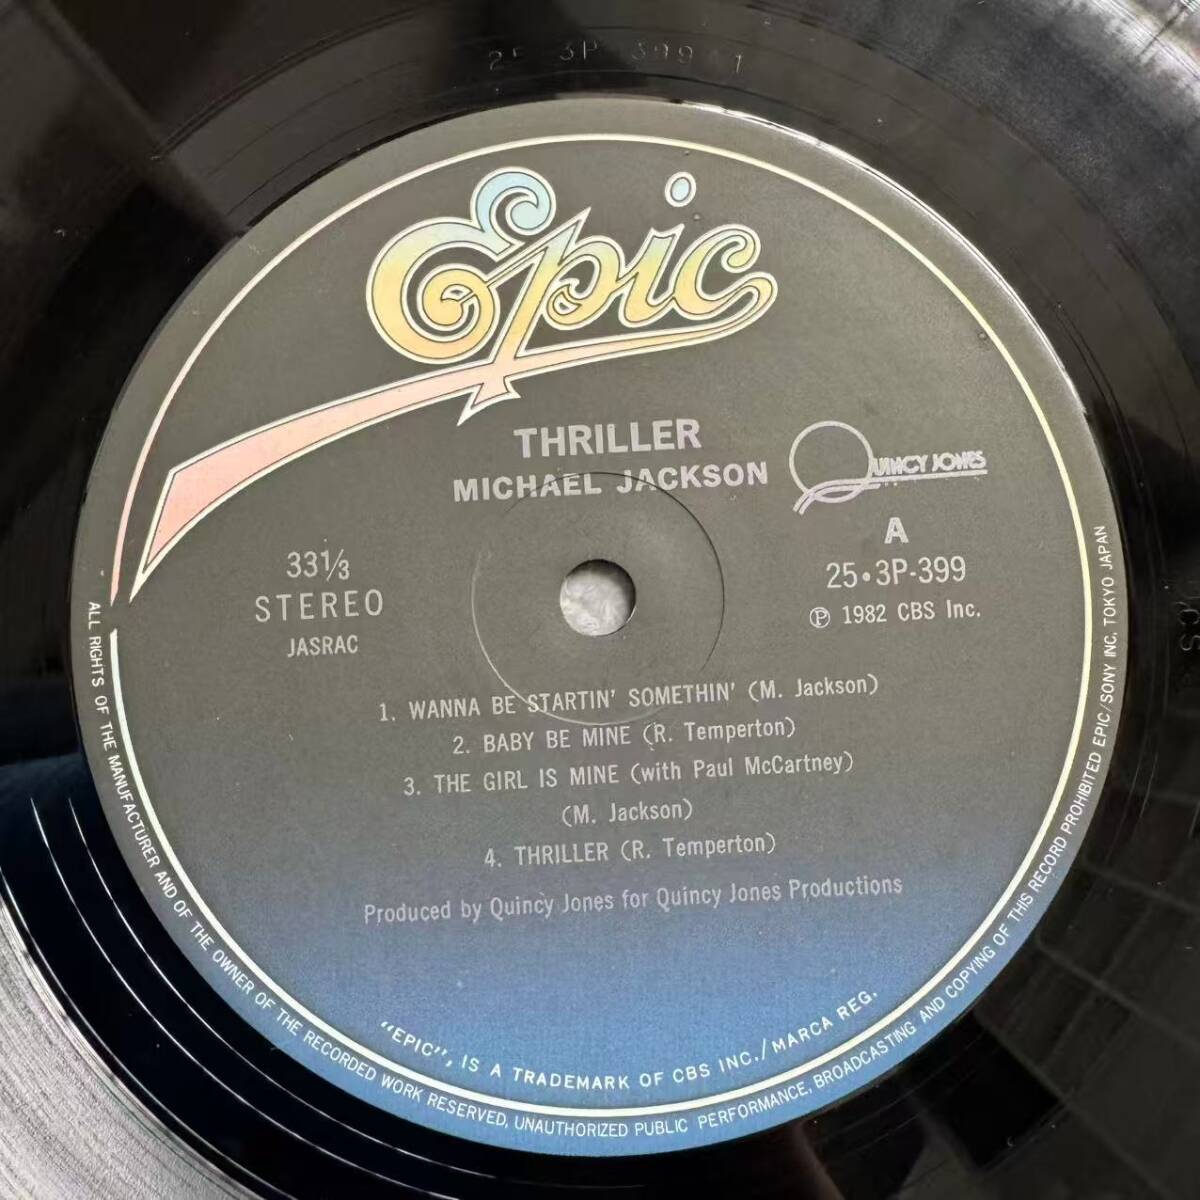 25 3P 399 1
Epic
THRILLER
MICHAEL JACKSON
QUINCY JONES
A
25•3P-399
℗ 1982 CBS Inc.
33⅓
STEREO
JASRAC
1. WANNA BE STARTIN' SOMETHIN' (M. Jackson)
2. BABY BE MINE (R. Temperton)
3. THE GIRL IS MINE (with Paul McCartney)
(M. Jackson)
4. THRILLER (R. Temperton)
Produced by Quincy Jones for Quincy Jones Productions
"EPIC", IS A TRADEMARK OF CBS INC./MARCA REG.
ALL RIGHTS OF THE MANUFACTURER AND OF THE OWNER OF THE RECORDED WORK RESERVED, UNAUTHORIZED PUBLIC PERFORMANCE, BROADCASTING AND COPYING OF THIS RECORD PROHIBITED EPIC/SONY INC. TOKYO JAPAN